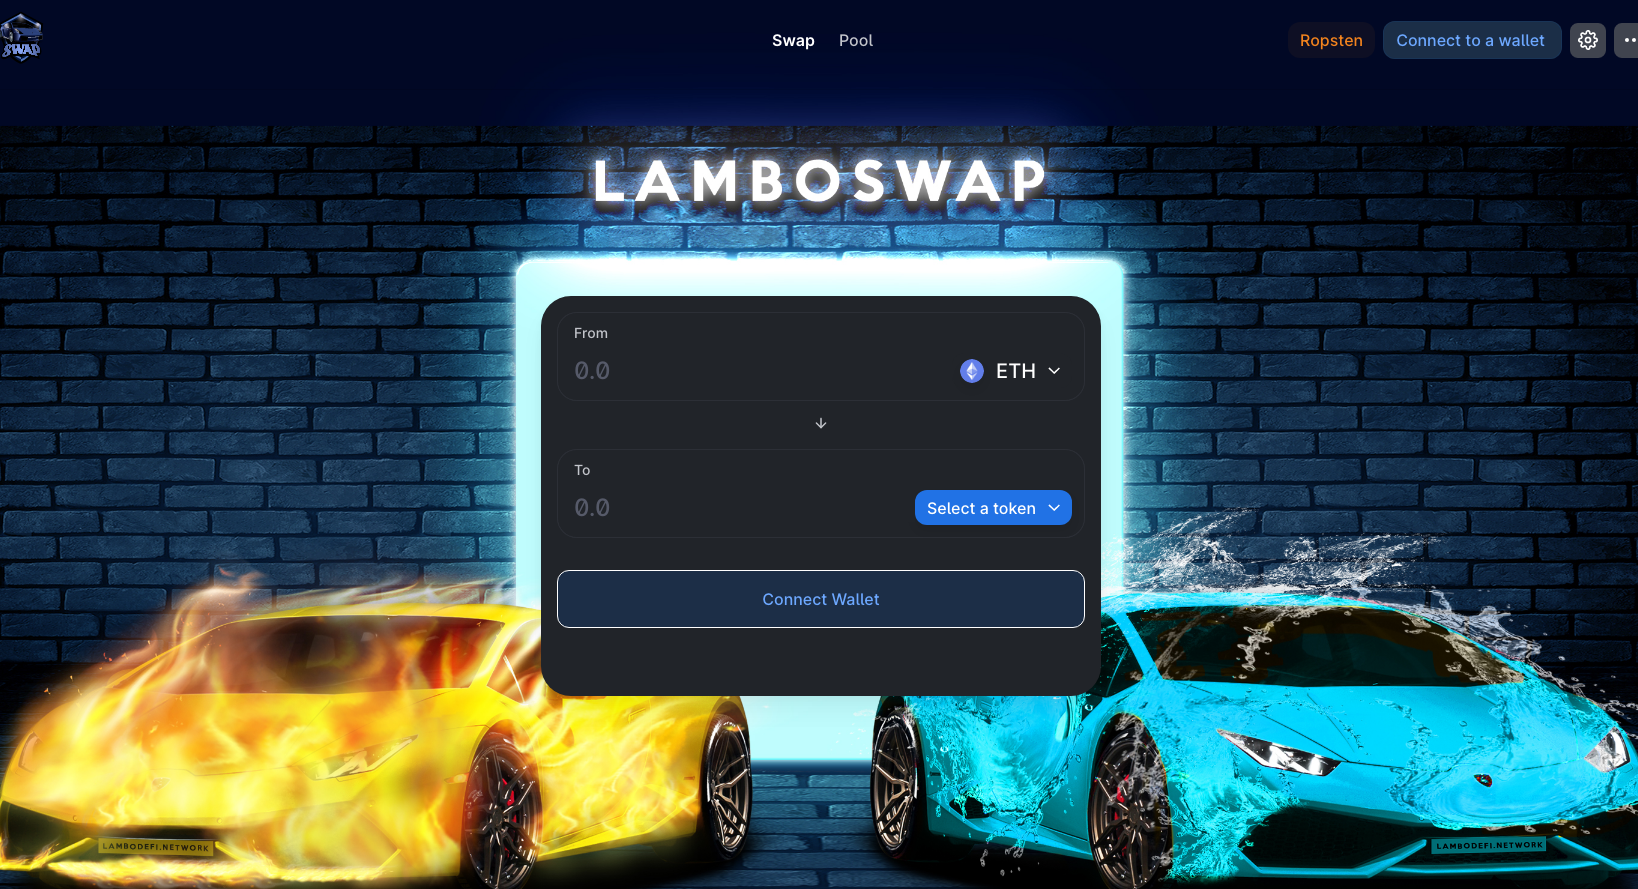 SWAP
Swap
Pool
Ropsten
Connect to a wallet
LAMBOSWAP
From
0.0
ETH
To
0.0
Select a token
Connect Wallet
LAMBODEFI.NETWORK
LAMBODEFI.NETWORK